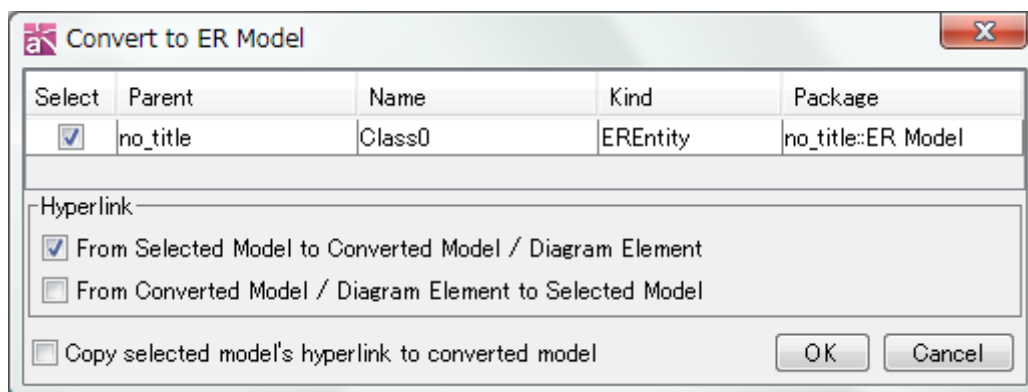 Convert to ER Model
Select Parent Name Kind Package
no_title Class0 EREntity no_title::ER Model
Hyperlink
From Selected Model to Converted Model / Diagram Element
From Converted Model / Diagram Element to Selected Model
Copy selected model's hyperlink to converted model OK Cancel